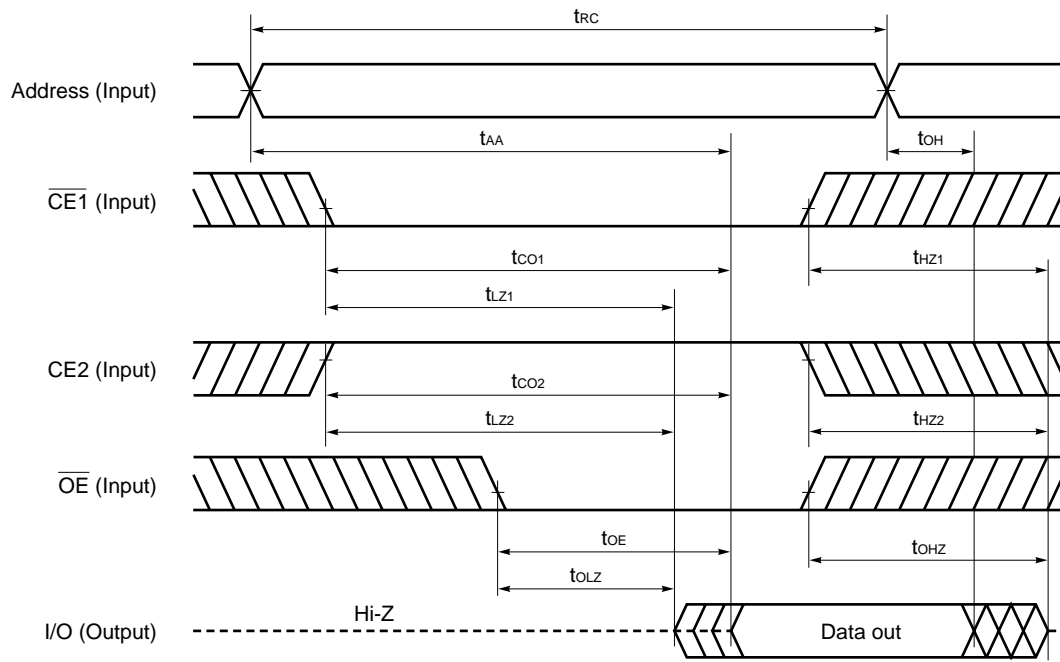 tRC
Address (Input)
tAA
tOH
CE1 (Input)
tCO1
tHZ1
tLZ1
CE2 (Input)
tCO2
tLZ2
tHZ2
OE (Input)
tOE
tOHZ
tOLZ
Hi-Z
I/O (Output)
Data out